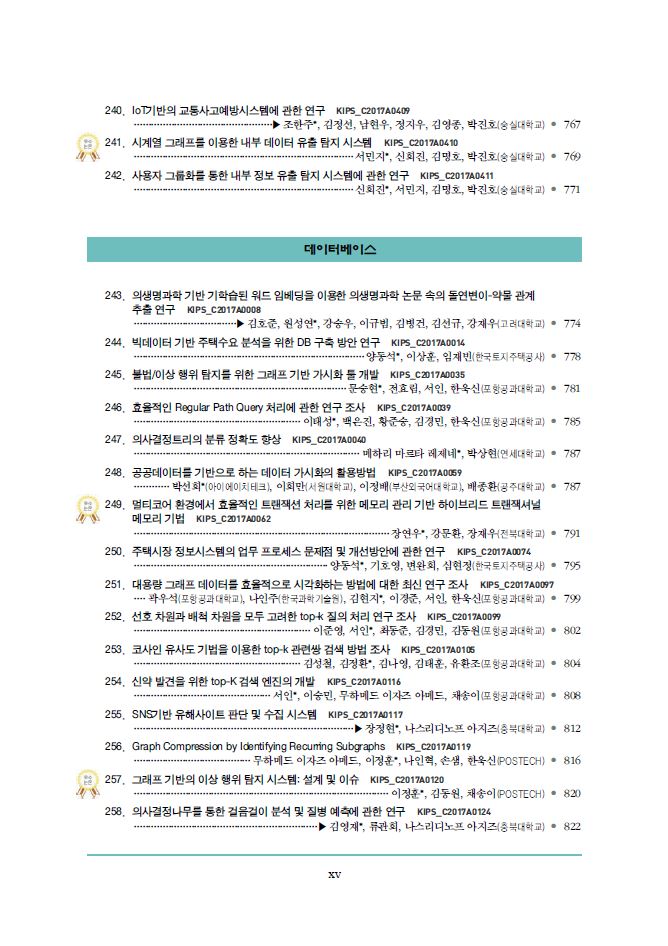 240. IoT기반의 교통사고예방시스템에 관한 연구 KIPS_C2017A0409
▶ 조한주*, 김정선, 남현우, 정지우, 김영종, 박진호(숭실대학교) ● 767
우수논문
241. 시계열 그래프를 이용한 내부 데이터 유출 탐지 시스템 KIPS_C2017A0410
서민지*, 신희진, 김명호, 박진호(숭실대학교) ● 769
242. 사용자 그룹화를 통한 내부 정보 유출 탐지 시스템에 관한 연구 KIPS_C2017A0411
신희진*, 서민지, 김명호, 박진호(숭실대학교) ● 771
데이터베이스
243. 의생명과학 기반 기학습된 워드 임베딩을 이용한 의생명과학 논문 속의 돌연변이-약물 관계
추출 연구 KIPS_C2017A0008
▶ 김호준, 원성연*, 강승우, 이규범, 김병건, 김선규, 강재우(고려대학교) ● 774
244. 빅데이터 기반 주택수요 분석을 위한 DB 구축 방안 연구 KIPS_C2017A0014
양동석*, 이상훈, 임재빈(한국토지주택공사) ● 778
245. 불법/이상 행위 탐지를 위한 그래프 기반 가시화 툴 개발 KIPS_C2017A0035
문승현*, 전효림, 서인, 한욱신(포항공과대학교) ● 781
246. 효율적인 Regular Path Query 처리에 관한 연구 조사 KIPS_C2017A0039
이태성*, 백은진, 황준승, 김경민, 한욱신(포항공과대학교) ● 785
247. 의사결정트리의 분류 정확도 향상 KIPS_C2017A0040
메하리 마르타 레제네*, 박상현(연세대학교) ● 787
248. 공공데이터를 기반으로 하는 데이터 가시화의 활용방법 KIPS_C2017A0059
박선희*(아이에이치테크), 이희만(서원대학교), 이정배(부산외국어대학교), 배종환(공주대학교) ● 787
우수논문
249. 멀티코어 환경에서 효율적인 트랜잭션 처리를 위한 메모리 관리 기반 하이브리드 트랜잭셔널
메모리 기법 KIPS_C2017A0062
장연우*, 강문환, 장재우(전북대학교) ● 791
250. 주택시장 정보시스템의 업무 프로세스 문제점 및 개선방안에 관한 연구 KIPS_C2017A0074
양동석*, 기호영, 변완희, 심현정(한국토지주택공사) ● 795
251. 대용량 그래프 데이터를 효율적으로 시각화하는 방법에 대한 최신 연구 조사 KIPS_C2017A0097
곽우석(포항공과대학교), 나인주(한국과학기술원), 김현지*, 이경준, 서인, 한욱신(포항공과대학교) ● 799
252. 선호 차원과 배척 차원을 모두 고려한 top-k 질의 처리 연구 조사 KIPS_C2017A0099
이준영, 서인*, 최동준, 김경민, 김동원(포항공과대학교) ● 802
253. 코사인 유사도 기법을 이용한 top-k 관련쌍 검색 방법 조사 KIPS_C2017A0105
김성철, 김정환*, 김나영, 김태훈, 유환조(포항공과대학교) ● 804
254. 신약 발견을 위한 top-K 검색 엔진의 개발 KIPS_C2017A0116
서인*, 이승민, 무하메드 이자즈 아메드, 채송이(포항공과대학교) ● 808
255. SNS기반 유해사이트 판단 및 수집 시스템 KIPS_C2017A0117
▶ 장정현*, 나스리디노프 아지즈(충북대학교) ● 812
256. Graph Compression by Identifying Recurring Subgraphs KIPS_C2017A0119
무하메드 이자즈 아메드, 이정훈*, 나인혁, 손샘, 한욱신(POSTECH) ● 816
우수논문
257. 그래프 기반의 이상 행위 탐지 시스템: 설계 및 이슈 KIPS_C2017A0120
이정훈*, 김동원, 채송이(POSTECH) ● 820
258. 의사결정나무를 통한 걸음걸이 분석 및 질병 예측에 관한 연구 KIPS_C2017A0124
▶ 김영재*, 류관희, 나스리디노프 아지즈(충북대학교) ● 822
xv